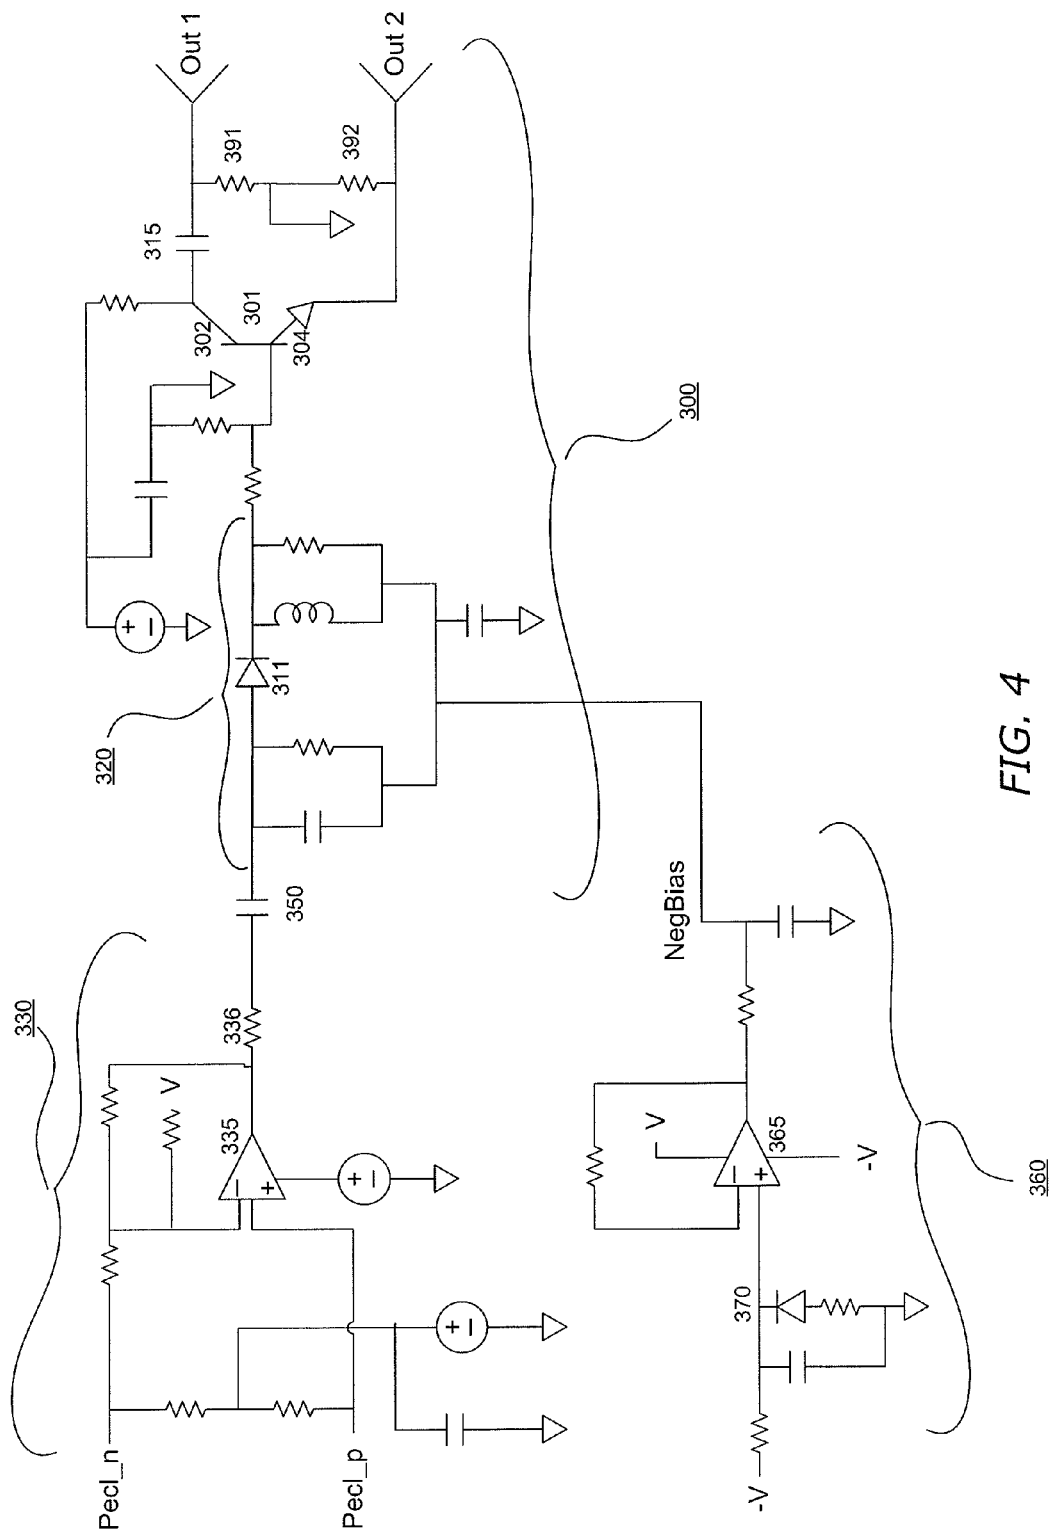 Out 1
Out 2
391
392
315
301
302
304
300
311
320
350
330
336
V
335
+
−
NegBias
V
365
-V
360
370
-V
Pecl_n
Pecl_p
FIG. 4